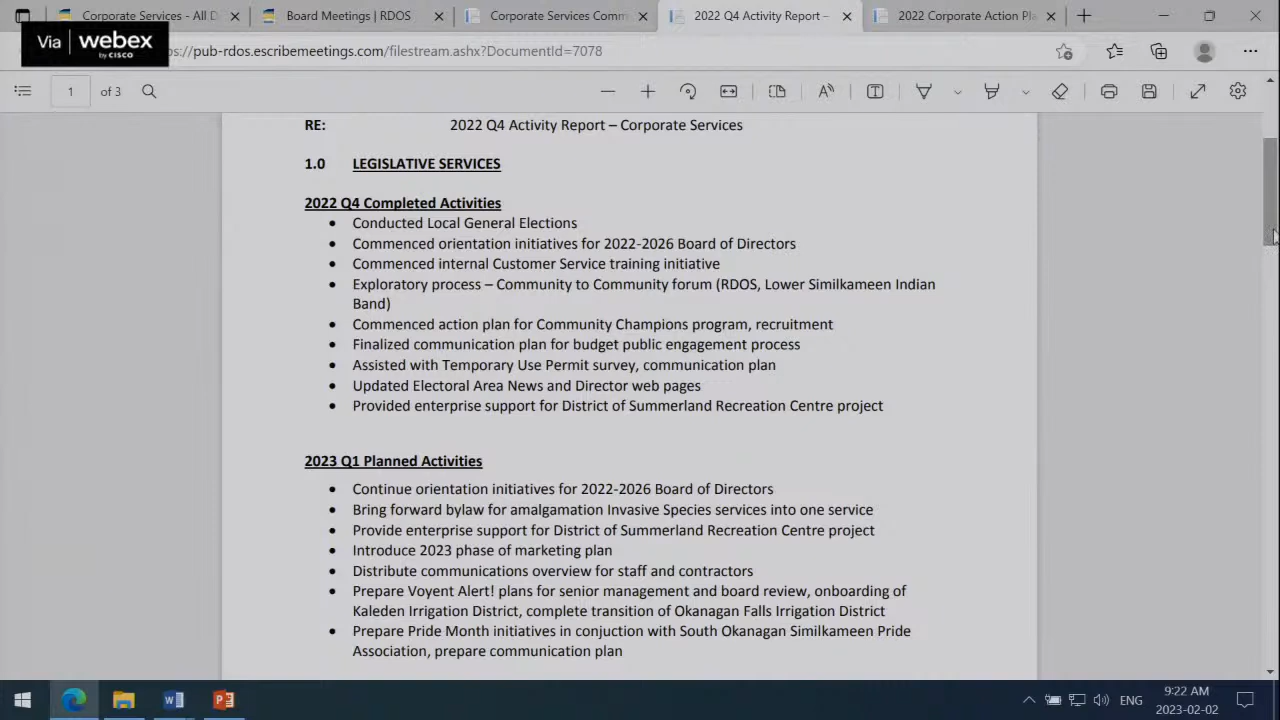 Corporate Services - All D
Board Meetings | RDOS
Corporate Services Comm
2022 Q4 Activity Report –
2022 Corporate Action Pla
Via webex
by CISCO
s://pub-rdos.escribemeetings.com/filestream.ashx?DocumentId=7078
1 of 3
RE: 2022 Q4 Activity Report – Corporate Services
1.0 LEGISLATIVE SERVICES
2022 Q4 Completed Activities
• Conducted Local General Elections
• Commenced orientation initiatives for 2022-2026 Board of Directors
• Commenced internal Customer Service training initiative
• Exploratory process – Community to Community forum (RDOS, Lower Similkameen Indian
Band)
• Commenced action plan for Community Champions program, recruitment
• Finalized communication plan for budget public engagement process
• Assisted with Temporary Use Permit survey, communication plan
• Updated Electoral Area News and Director web pages
• Provided enterprise support for District of Summerland Recreation Centre project
2023 Q1 Planned Activities
• Continue orientation initiatives for 2022-2026 Board of Directors
• Bring forward bylaw for amalgamation Invasive Species services into one service
• Provide enterprise support for District of Summerland Recreation Centre project
• Introduce 2023 phase of marketing plan
• Distribute communications overview for staff and contractors
• Prepare Voyent Alert! plans for senior management and board review, onboarding of
Kaleden Irrigation District, complete transition of Okanagan Falls Irrigation District
• Prepare Pride Month initiatives in conjuction with South Okanagan Similkameen Pride
Association, prepare communication plan
ENG
9:22 AM
2023-02-02